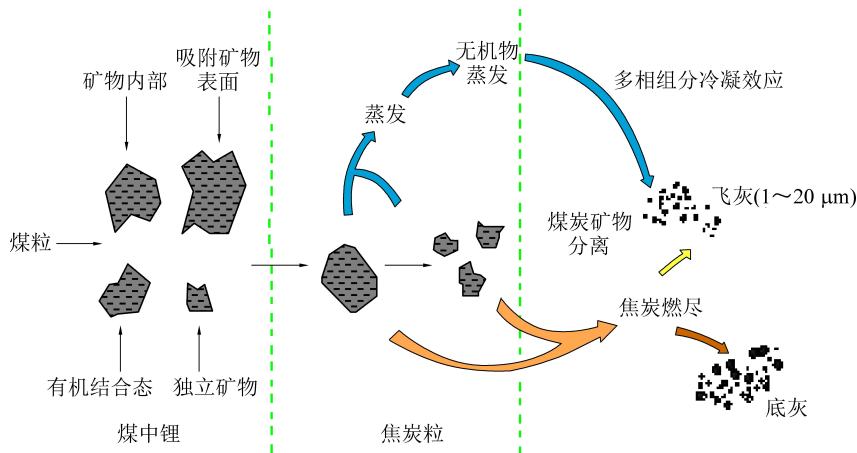 矿物内部
吸附矿物
表面
煤粒
有机结合态
独立矿物
煤中锂
蒸发
无机物
蒸发
焦炭粒
多相组分冷凝效应
飞灰(1～20 μm)
煤炭矿物
分离
焦炭燃尽
底灰